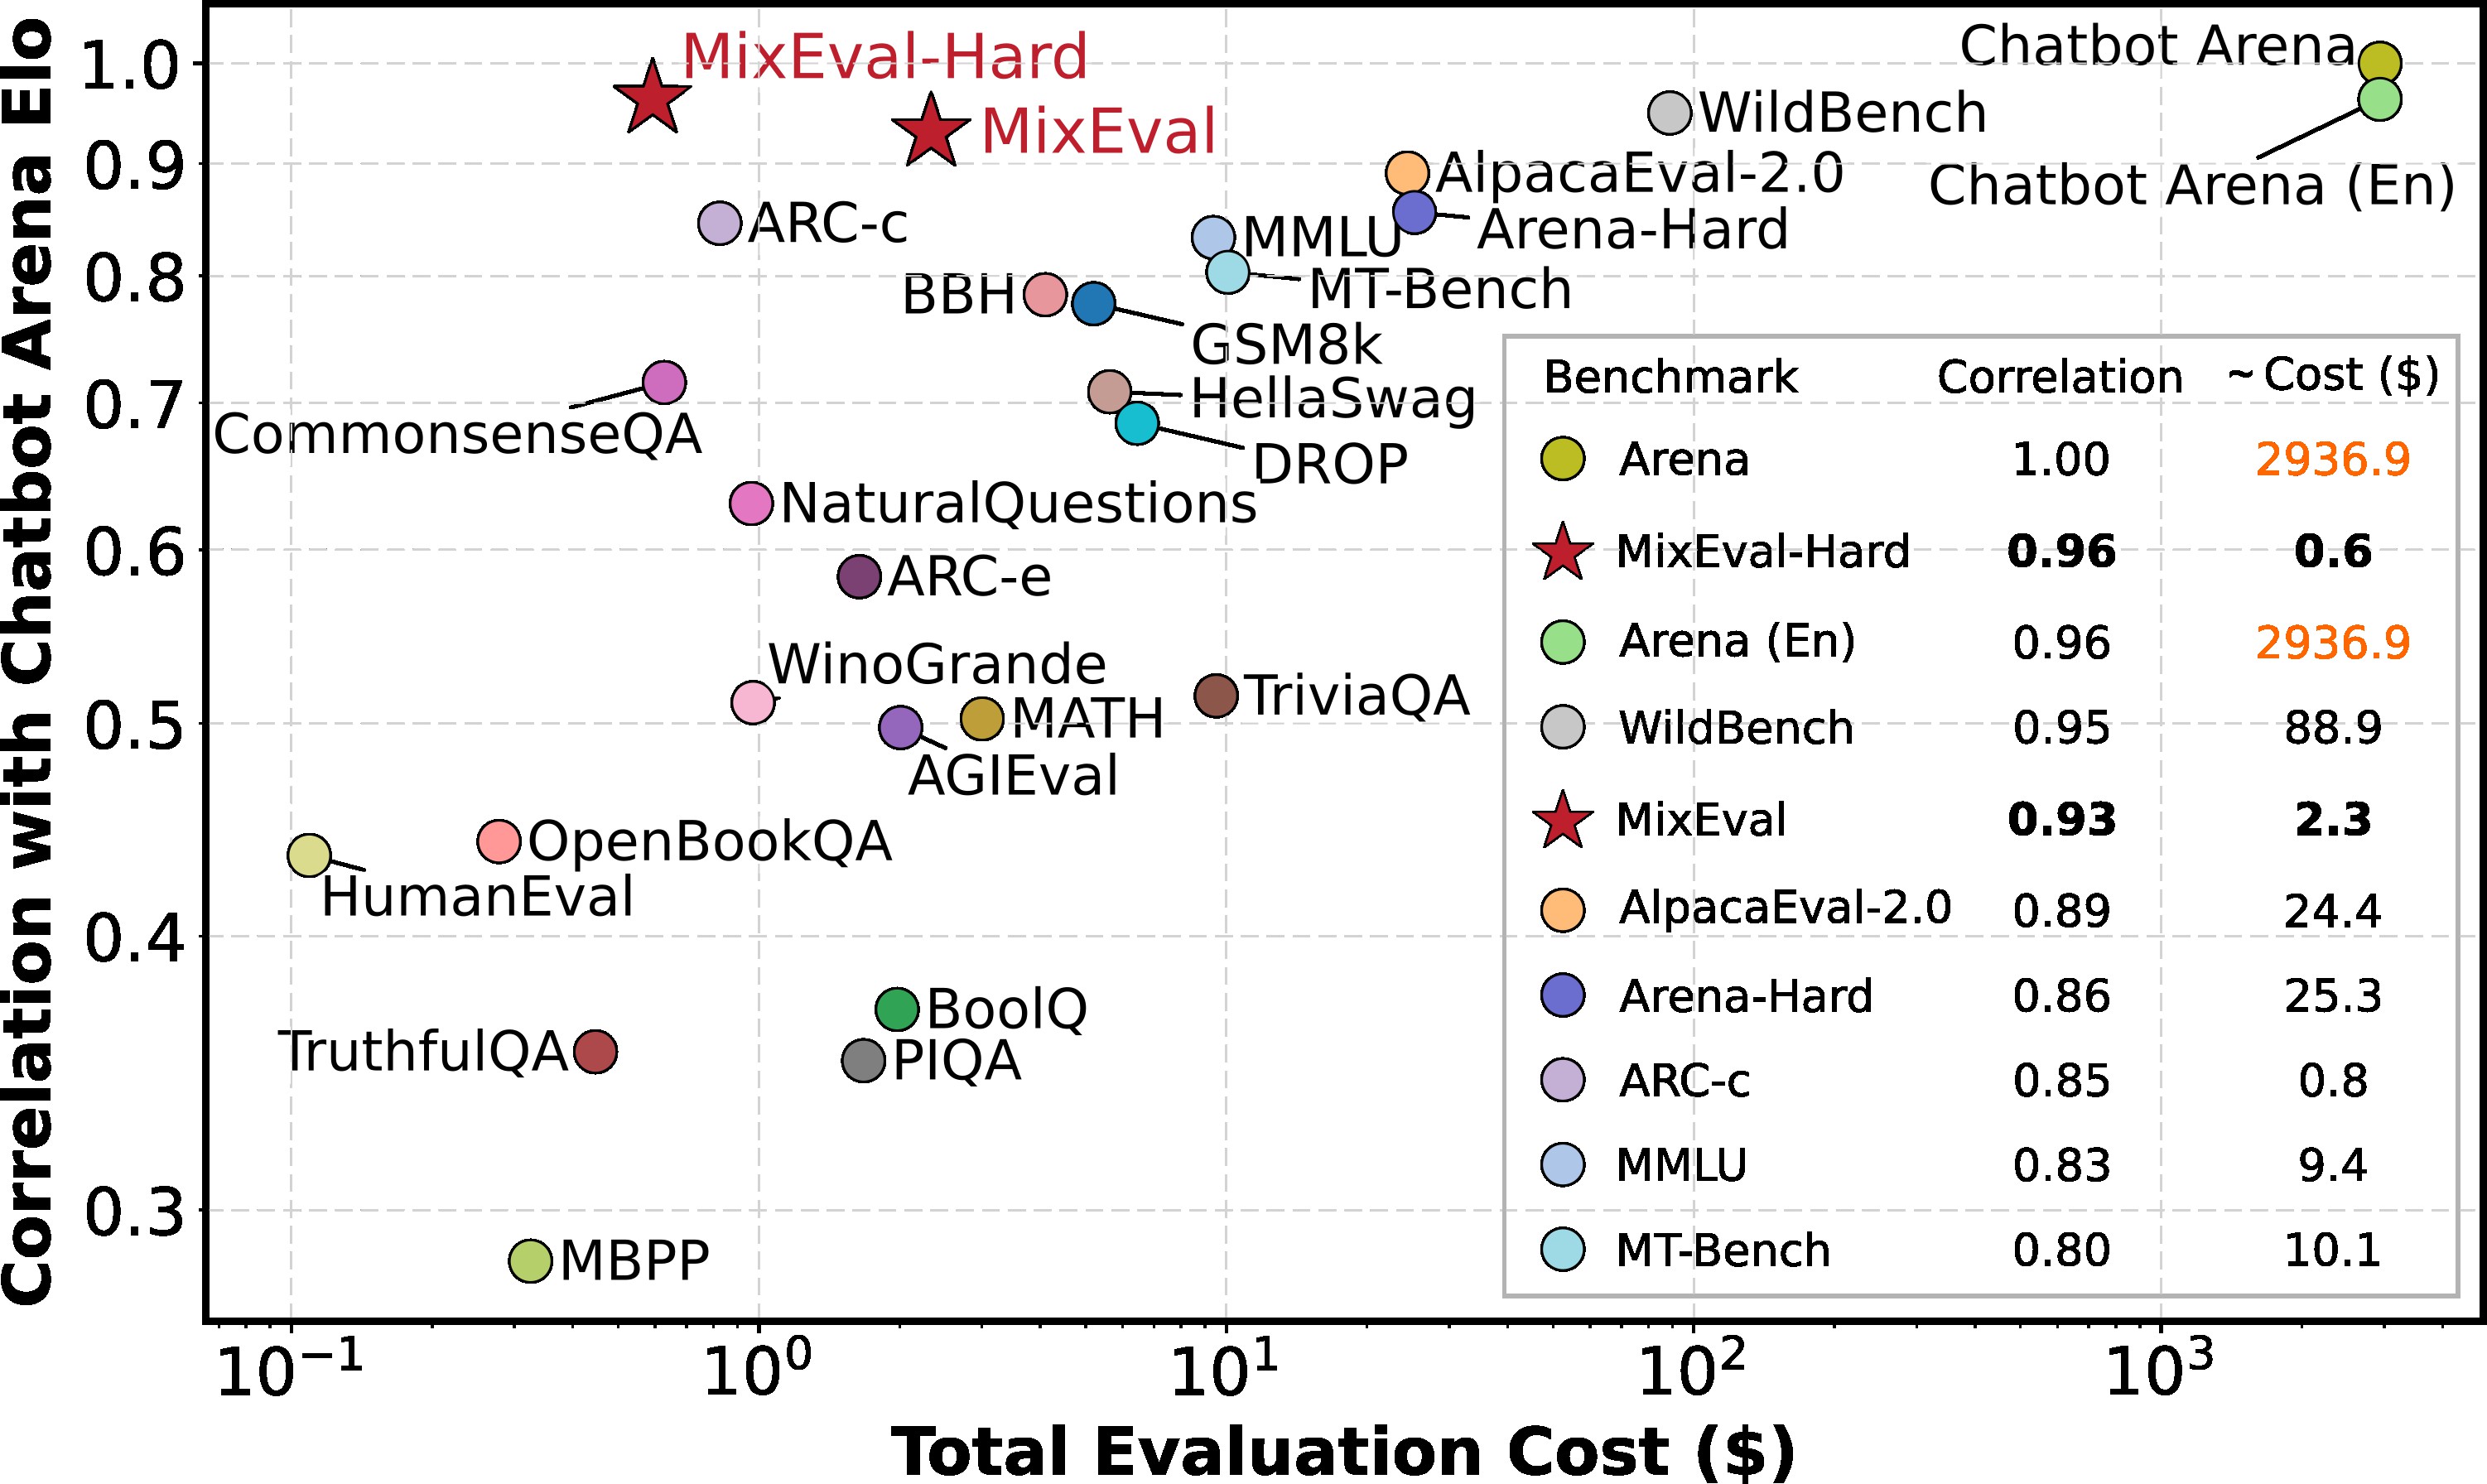 Correlation with Chatbot Arena Elo
1.0
0.9
0.8
0.7
0.6
0.5
0.4
0.3
MixEval-Hard
MixEval
Chatbot Arena
WildBench
Chatbot Arena (En)
AlpacaEval-2.0
Arena-Hard
ARC-c
MMLU
MT-Bench
BBH
GSM8k
HellaSwag
CommonsenseQA
DROP
NaturalQuestions
ARC-e
WinoGrande
MATH
TriviaQA
AGIEval
OpenBookQA
HumanEval
BoolQ
TruthfulQA
PIQA
MBPP
Benchmark Correlation ~Cost ($)
Arena 1.00 2936.9
MixEval-Hard 0.96 0.6
Arena (En) 0.96 2936.9
WildBench 0.95 88.9
MixEval 0.93 2.3
AlpacaEval-2.0 0.89 24.4
Arena-Hard 0.86 25.3
ARC-c 0.85 0.8
MMLU 0.83 9.4
MT-Bench 0.80 10.1
10⁻¹ 10⁰ 10¹ 10² 10³
Total Evaluation Cost ($)